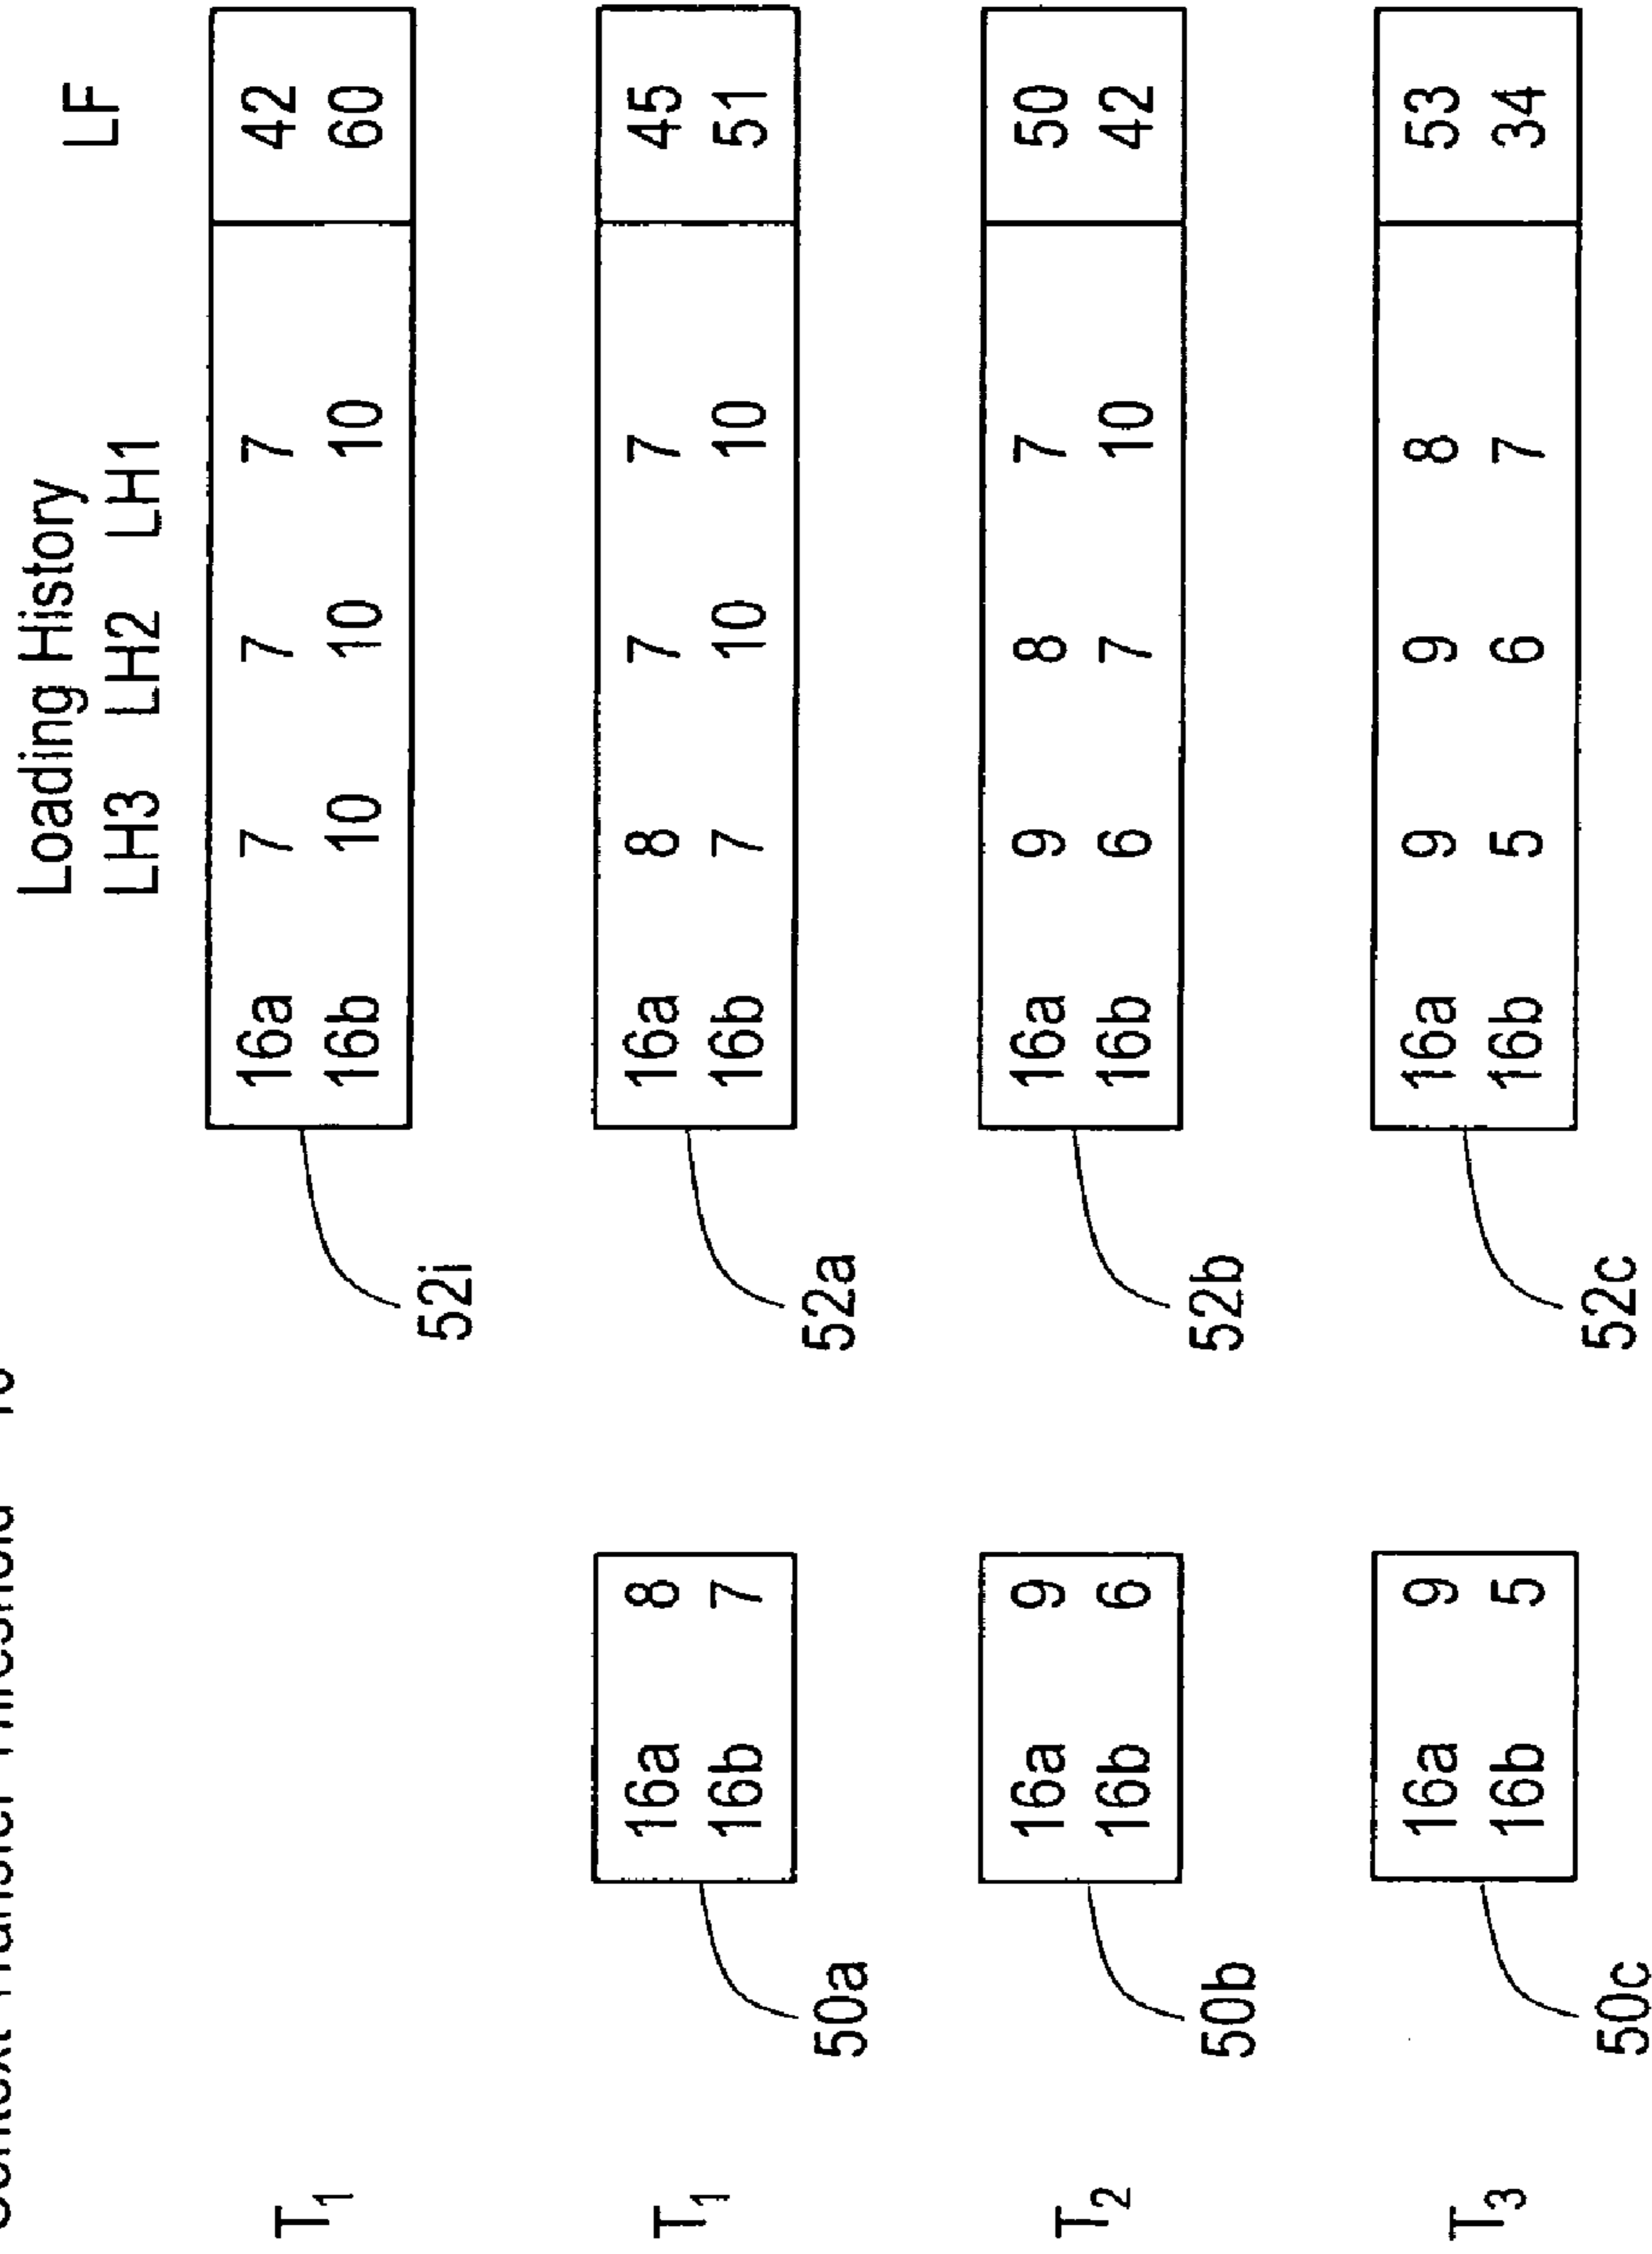 Context Transfer Threshold
Loading History
LH3 LH2 LH1 LF
T₁
16a 7 7 7 42
16b 10 10 10 60
52i
T₁
16a 8
16b 7
50a
16a 8 7 7 45
16b 7 10 10 51
52a
T₂
16a 9
16b 6
50b
16a 9 8 7 50
16b 6 7 10 42
52b
T₃
16a 9
16b 5
50c
16a 9 9 8 53
16b 5 6 7 34
52c